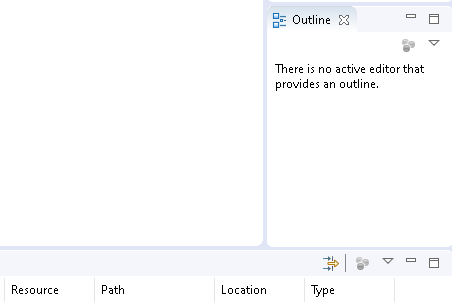 Outline
There is no active editor that
provides an outline.
Resource Path Location Type